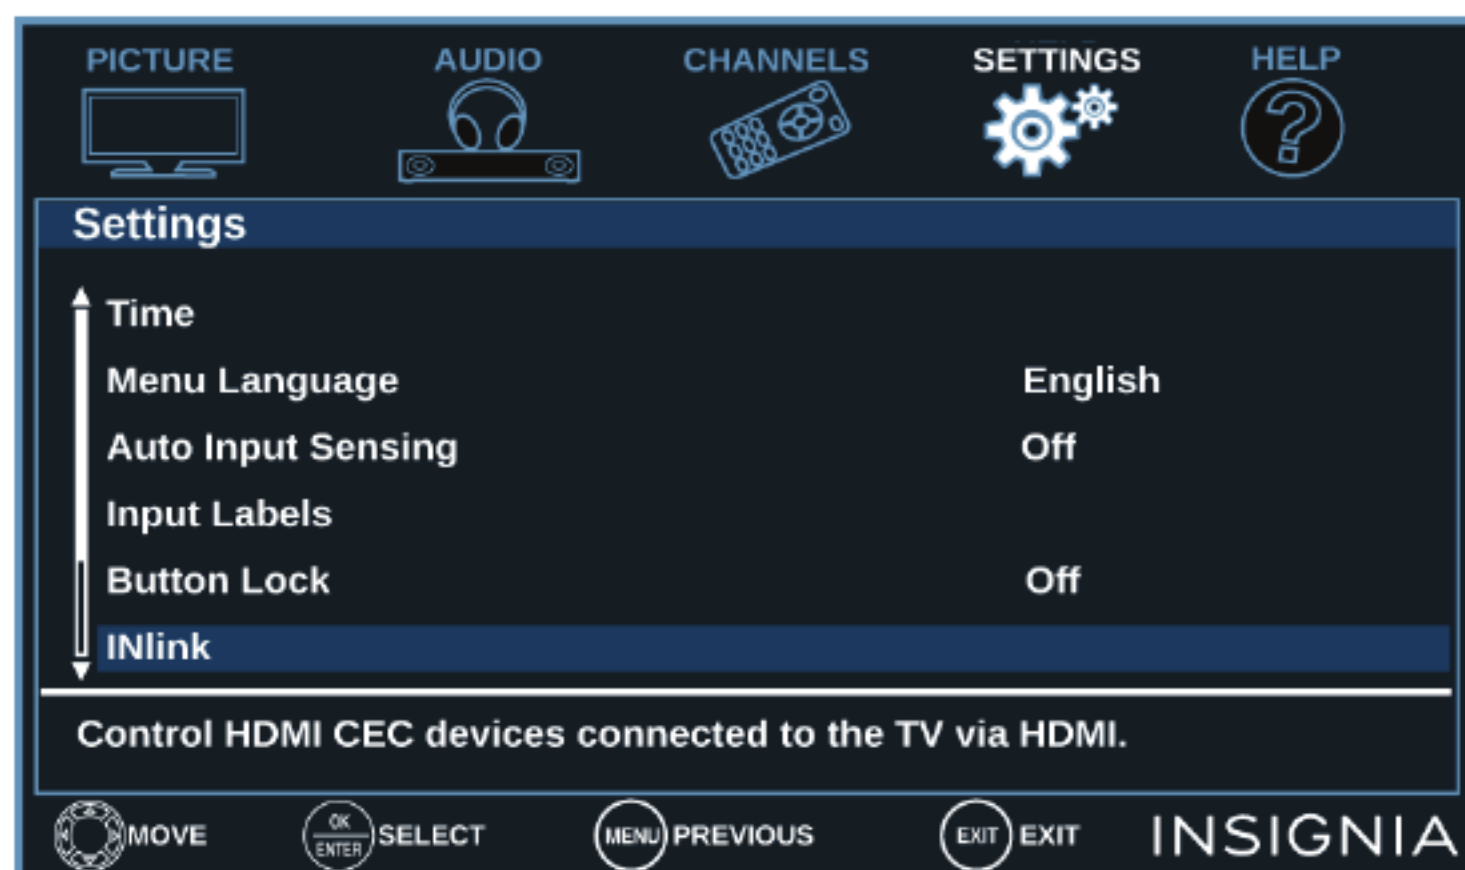 PICTURE AUDIO CHANNELS SETTINGS HELP
Settings
Time
Menu Language English
Auto Input Sensing Off
Input Labels
Button Lock Off
INlink
Control HDMI CEC devices connected to the TV via HDMI.
MOVE OK ENTER SELECT MENU PREVIOUS EXIT EXIT INSIGNIA